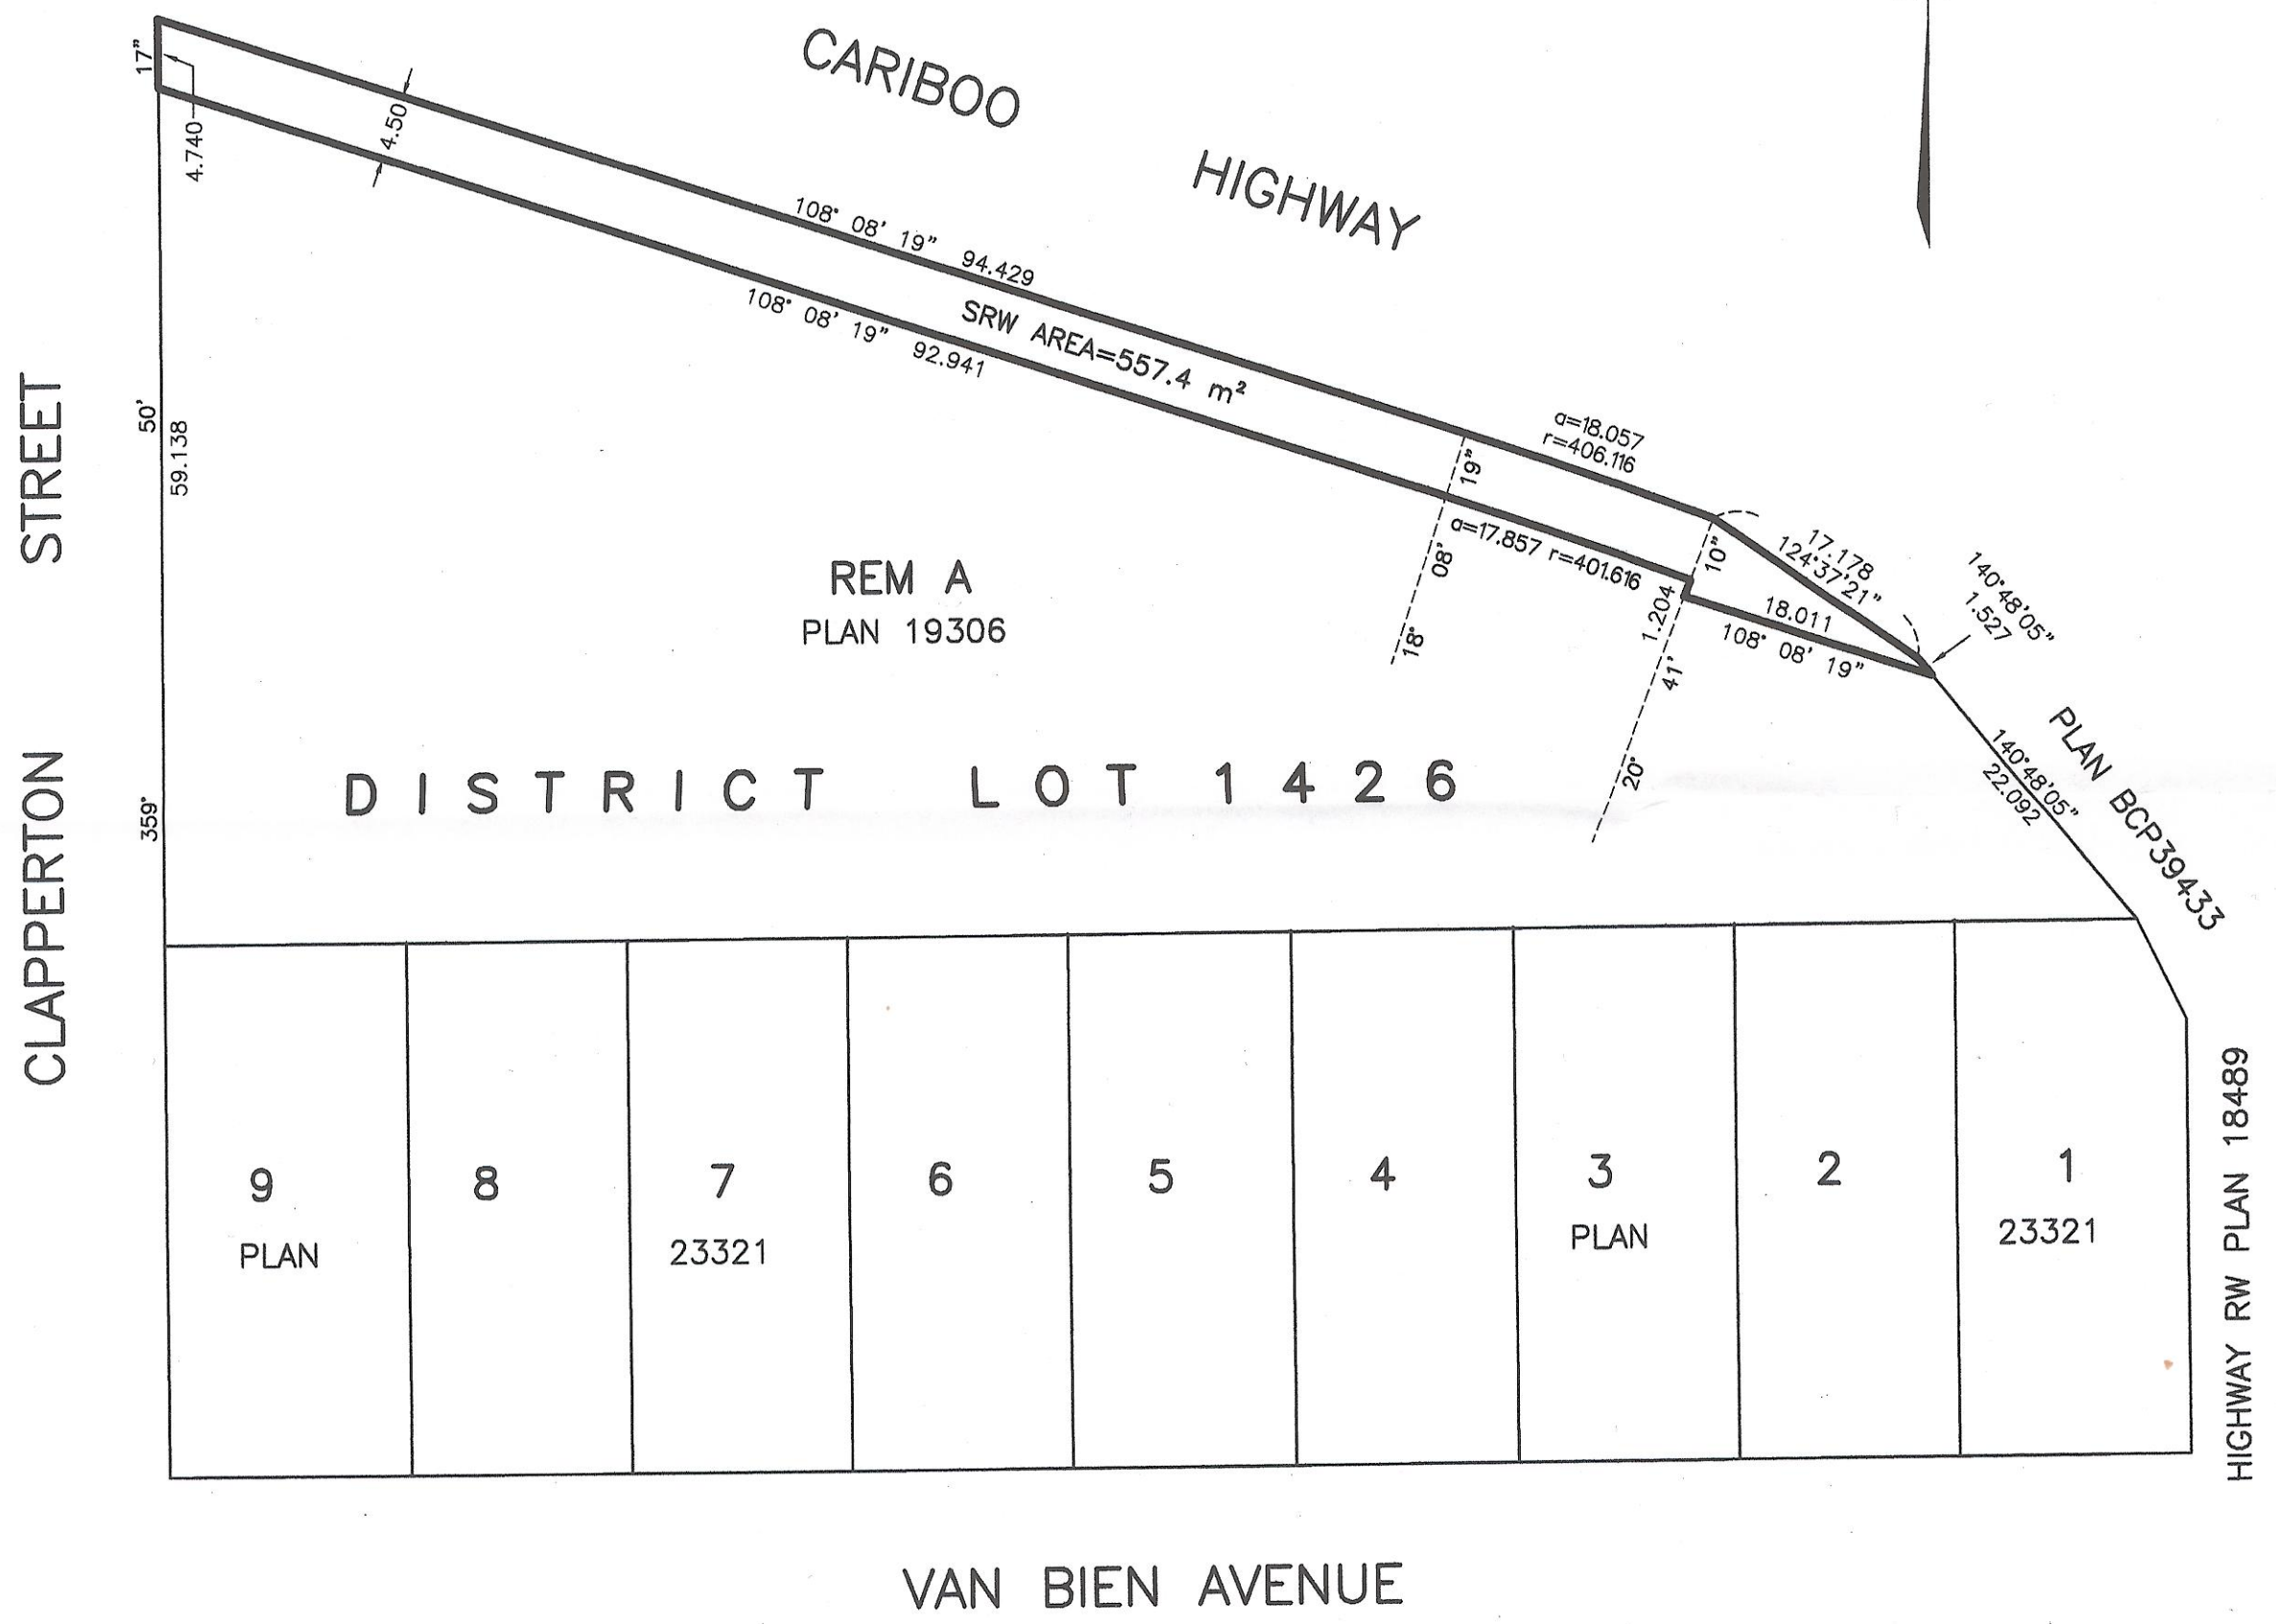 CARIBOO HIGHWAY
17"
4.740
4.50
108° 08' 19" 94.429
SRW AREA=557.4 m²
108° 08' 19" 92.941
a=18.057
r=406.116
19"
08'
18°
a=17.857 r=401.616
10"
1.204
41'
20°
17.178
124°37'21"
18.011
108° 08' 19"
140°48'05"
1.527
50'
59.138
359°
CLAPPERTON STREET
REM A
PLAN 19306
DISTRICT LOT 1426
140°48'05"
22.092
PLAN BCP39433
9 8 7 6 5 4 3 2 1
PLAN 23321 PLAN 23321
HIGHWAY RW PLAN 18489
VAN BIEN AVENUE